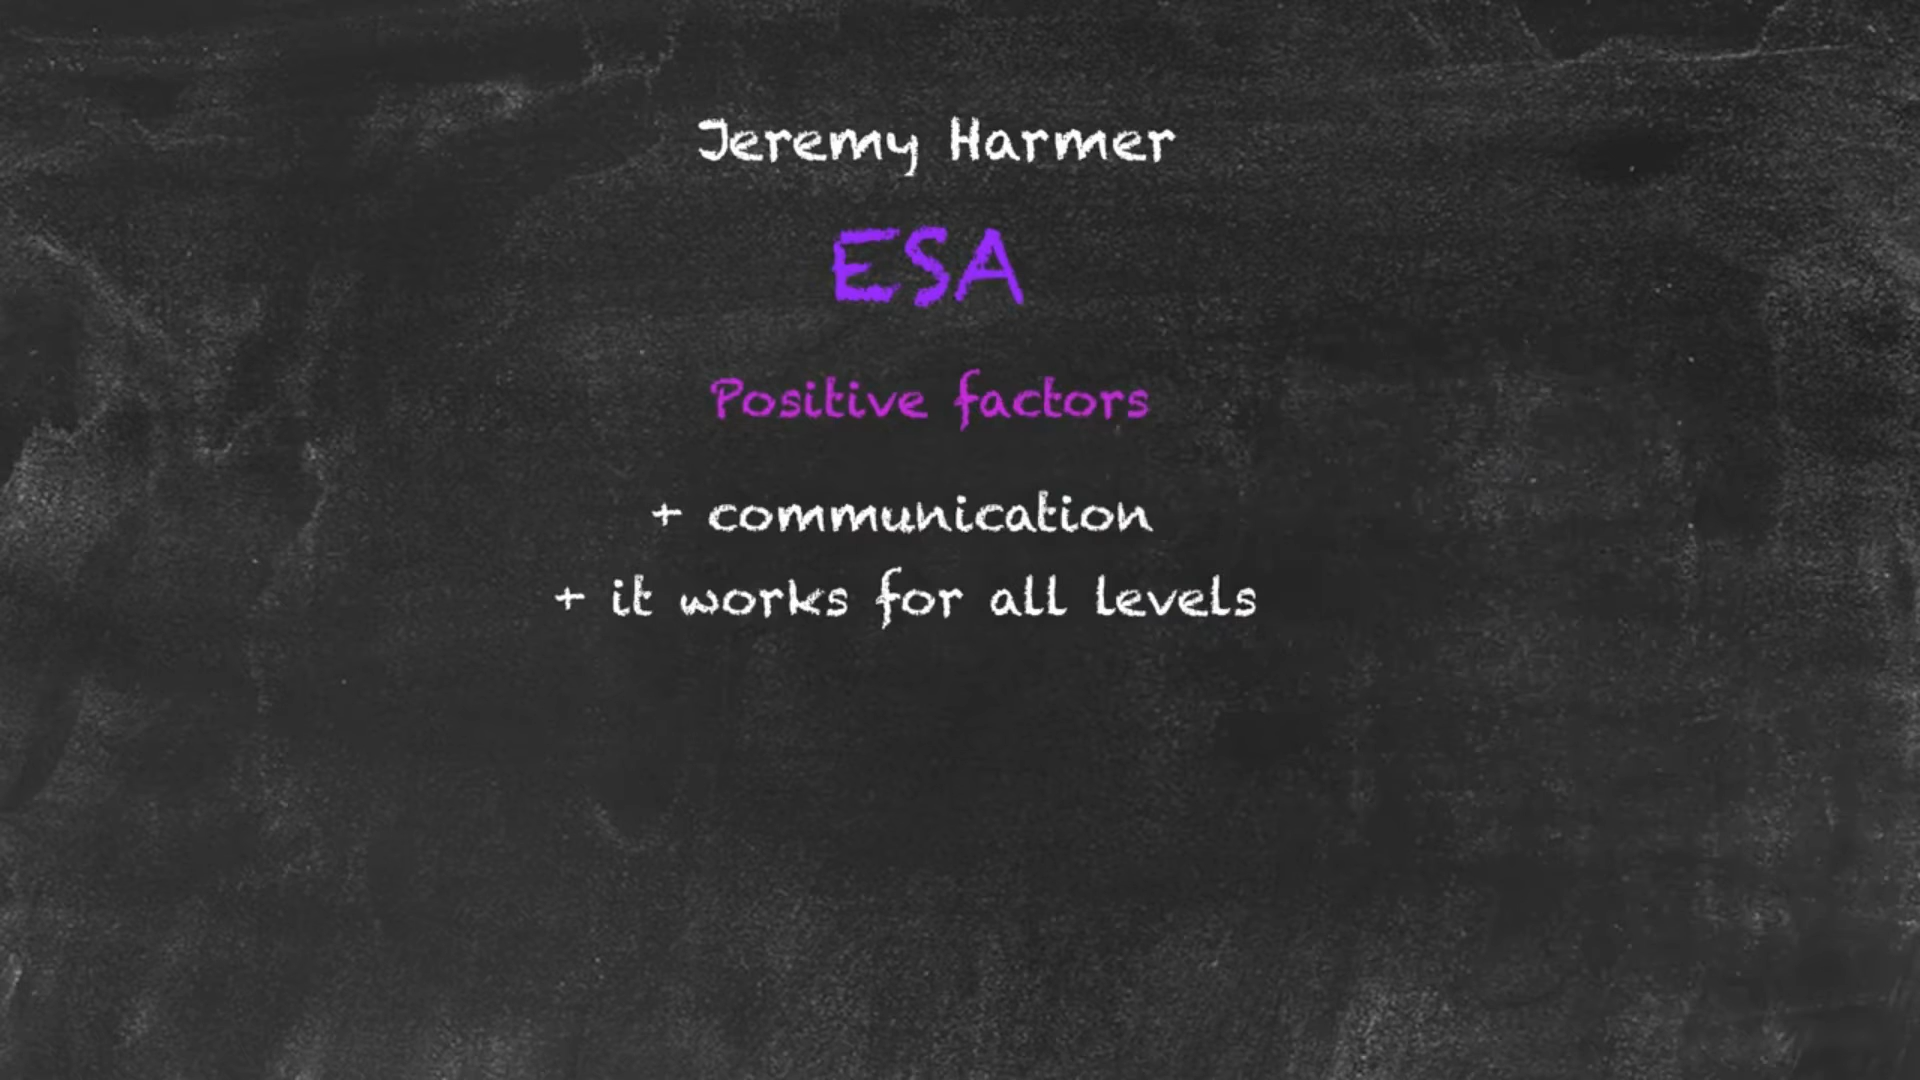 Jeremy Harmer
ESA
Positive factors
+ communication
+ it works for all levels